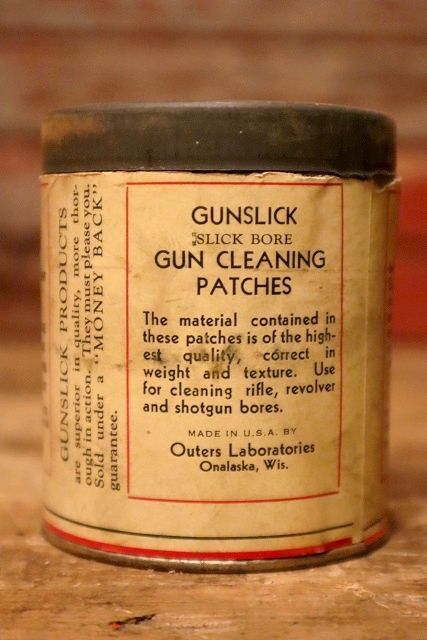 GUNSLICK
SLICK BORE
GUN CLEANING
PATCHES
The material contained in
these patches is of the high-
est quality, correct in
weight and texture. Use
for cleaning rifle, revolver
and shotgun bores.
MADE IN U.S.A. BY
Outers Laboratories
Onalaska, Wis.
GUNSLICK PRODUCTS
are superior in quality, more thor-
ough in action. They must please you.
Sold under a "MONEY BACK"
guarantee.